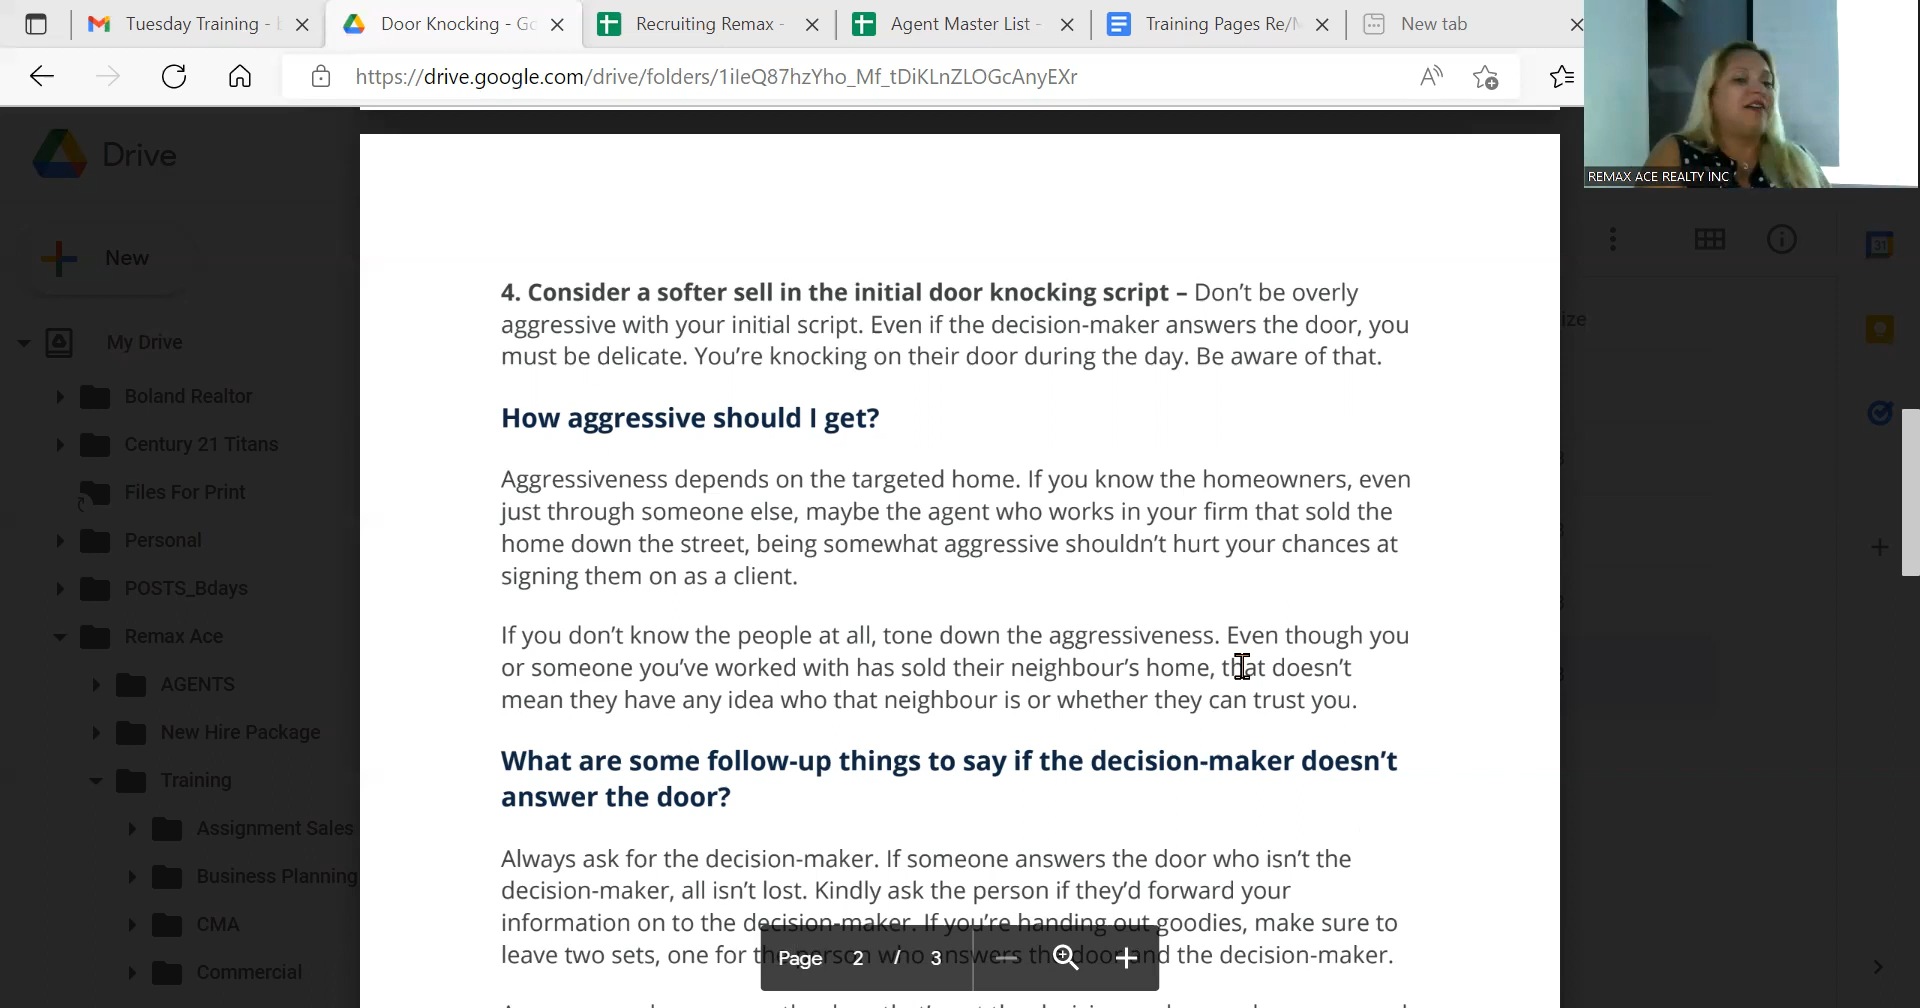 Tuesday Training -
Door Knocking - Go
Recruiting Remax -
Agent Master List -
Training Pages Re/M
New tab
https://drive.google.com/drive/folders/1iIeQ87hzYho_Mf_tDiKLnZLOGcAnyEXr
REMAX ACE REALTY INC
Drive
New
31
My Drive
Boland Realtor
Century 21 Titans
Files For Print
Personal
POSTS_Bdays
Remax Ace
AGENTS
New Hire Package
Training
Assignment Sales
Business Planning
CMA
Commercial
4. Consider a softer sell in the initial door knocking script – Don’t be overly
aggressive with your initial script. Even if the decision-maker answers the door, you
must be delicate. You’re knocking on their door during the day. Be aware of that.
How aggressive should I get?
Aggressiveness depends on the targeted home. If you know the homeowners, even
just through someone else, maybe the agent who works in your firm that sold the
home down the street, being somewhat aggressive shouldn’t hurt your chances at
signing them on as a client.
If you don’t know the people at all, tone down the aggressiveness. Even though you
or someone you’ve worked with has sold their neighbour’s home, that doesn’t
mean they have any idea who that neighbour is or whether they can trust you.
What are some follow-up things to say if the decision-maker doesn’t
answer the door?
Always ask for the decision-maker. If someone answers the door who isn’t the
decision-maker, all isn’t lost. Kindly ask the person if they’d forward your
information on to the decision-maker. If you’re handing out goodies, make sure to
leave two sets, one for the person who answers the door and the decision-maker.
Page 2 / 3